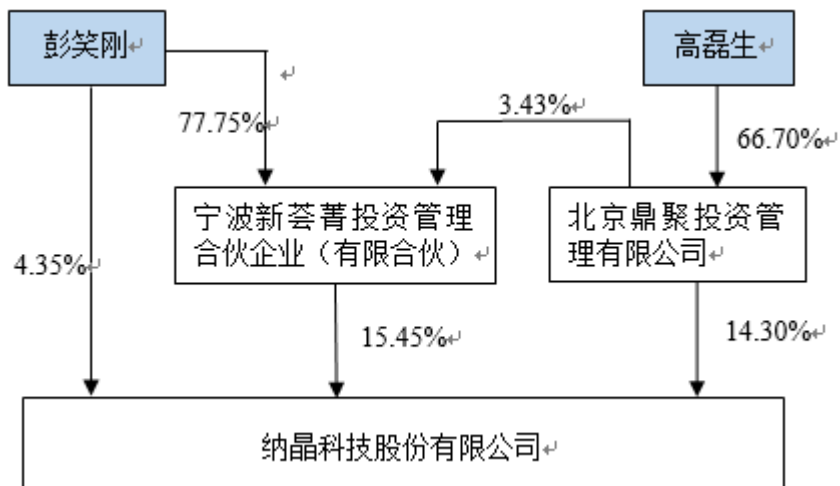 彭笑刚
高磊生
77.75%
3.43%
66.70%
宁波新荟菁投资管理
合伙企业（有限合伙）
北京鼎聚投资管
理有限公司
4.35%
15.45%
14.30%
纳晶科技股份有限公司